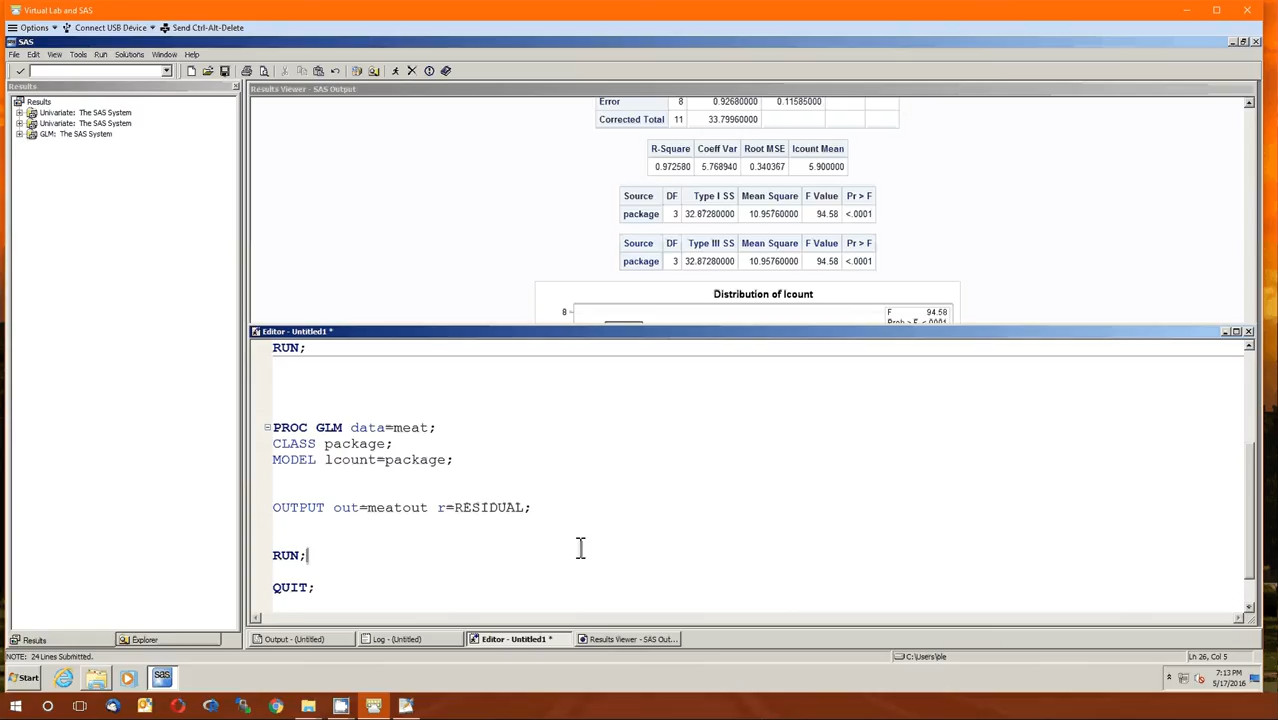 Virtual Lab and SAS
Options Connect USB Device Send Ctrl-Alt-Delete
SAS
File Edit View Tools Run Solutions Window Help
Results
Results
Univariate: The SAS System
Univariate: The SAS System
GLM: The SAS System
Results Viewer - SAS Output
Error 8 0.92680000 0.11585000
Corrected Total 11 33.79960000
R-Square Coeff Var Root MSE lcount Mean
0.972580 5.768940 0.340367 5.900000
Source DF Type I SS Mean Square F Value Pr > F
package 3 32.87280000 10.95760000 94.58 <.0001
Source DF Type III SS Mean Square F Value Pr > F
package 3 32.87280000 10.95760000 94.58 <.0001
Distribution of lcount
8 F 94.58
Prob > F <.0001
Editor - Untitled1 *
RUN;
PROC GLM data=meat;
CLASS package;
MODEL lcount=package;
OUTPUT out=meatout r=RESIDUAL;
RUN;
QUIT;
Results Explorer Output - (Untitled) Log - (Untitled) Editor - Untitled1 * Results Viewer - SAS Out...
NOTE: 24 Lines Submitted. C:\Users\ple Ln 26, Col 5
Start sas 7:13 PM
5/17/2016